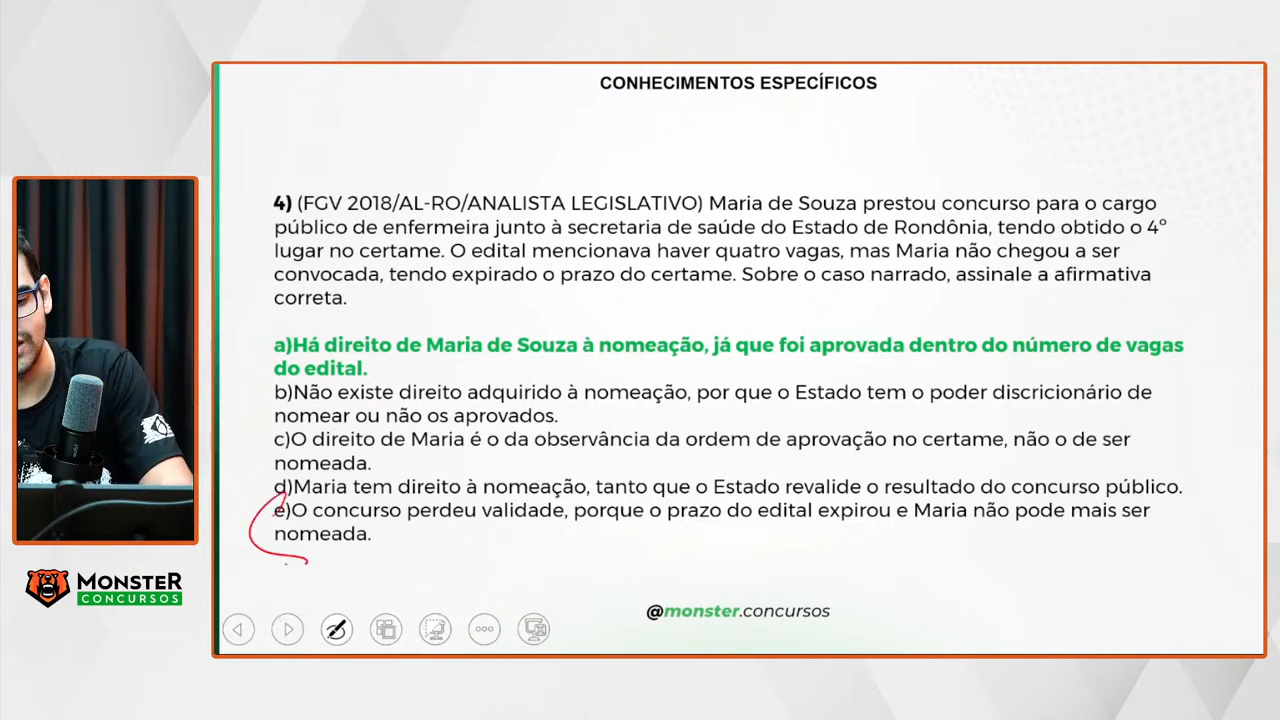 CONHECIMENTOS ESPECÍFICOS
4) (FGV 2018/AL-RO/ANALISTA LEGISLATIVO) Maria de Souza prestou concurso para o cargo
público de enfermeira junto à secretaria de saúde do Estado de Rondônia, tendo obtido o 4º
lugar no certame. O edital mencionava haver quatro vagas, mas Maria não chegou a ser
convocada, tendo expirado o prazo do certame. Sobre o caso narrado, assinale a afirmativa
correta.
a)Há direito de Maria de Souza à nomeação, já que foi aprovada dentro do número de vagas
do edital.
b)Não existe direito adquirido à nomeação, por que o Estado tem o poder discricionário de
nomear ou não os aprovados.
c)O direito de Maria é o da observância da ordem de aprovação no certame, não o de ser
nomeada.
d)Maria tem direito à nomeação, tanto que o Estado revalide o resultado do concurso público.
e)O concurso perdeu validade, porque o prazo do edital expirou e Maria não pode mais ser
nomeada.
MONSTER
CONCURSOS
@monster.concursos